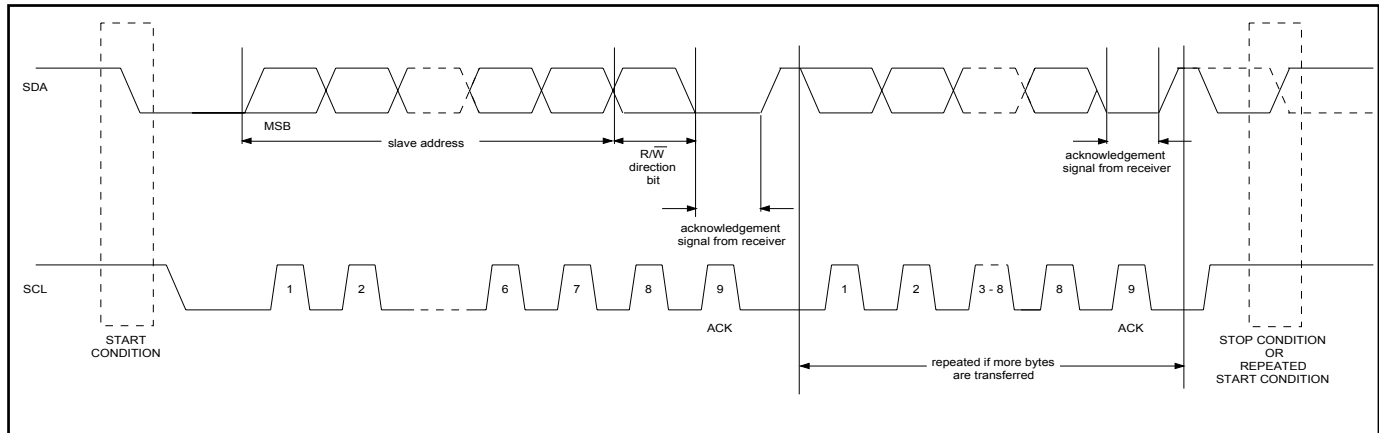 SDA
MSB
slave address
R/W̅
direction
bit
acknowledgement
signal from receiver
acknowledgement
signal from receiver
SCL
1
2
6
7
8
9
1
2
3 - 8
8
9
ACK
ACK
START
CONDITION
repeated if more bytes
are transferred
STOP CONDITION
OR
REPEATED
START CONDITION